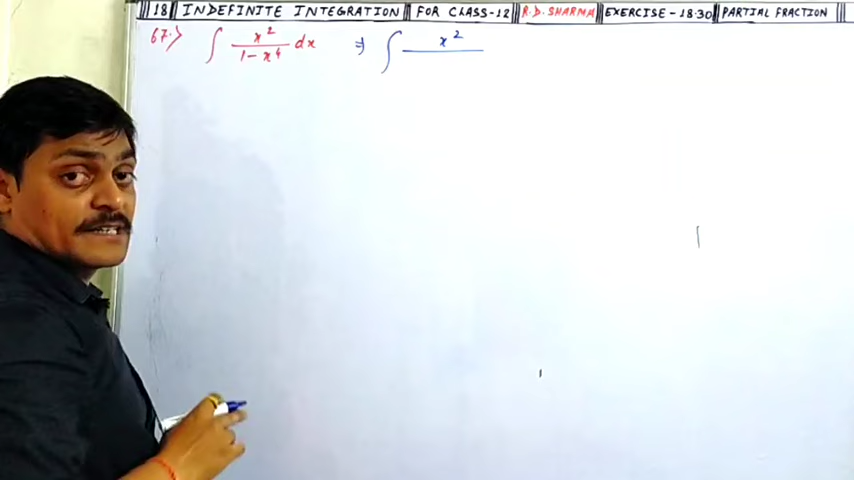 18 INDEFINITE INTEGRATION FOR CLASS-12 R.D. SHARMA EXERCISE-18.30 PARTIAL FRACTION
67.> ∫ x²/(1-x⁴) dx ⇒ ∫ x²/